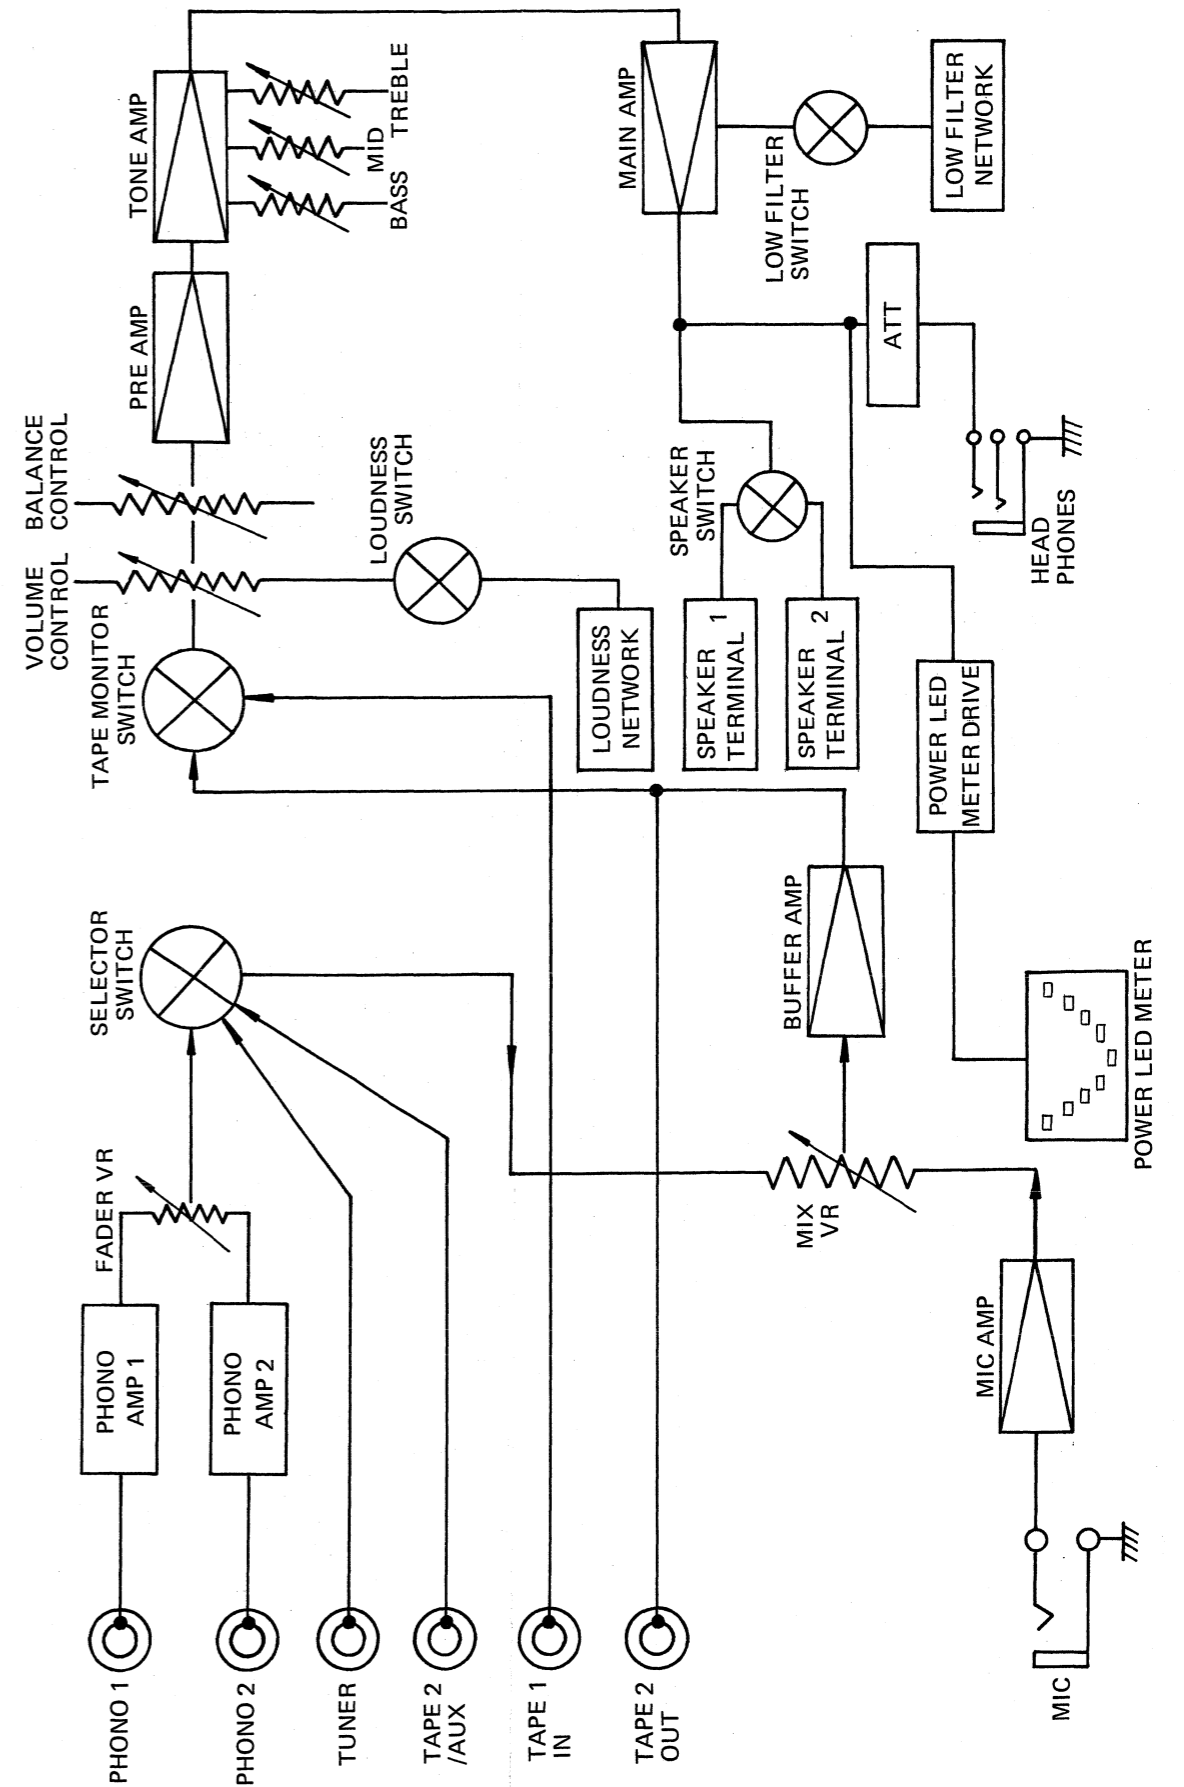 PHONO 1
PHONO 2
TUNER
TAPE 2
/AUX
TAPE 1
IN
TAPE 2
OUT
MIC
PHONO
AMP 1
PHONO
AMP 2
FADER VR
SELECTOR
SWITCH
MIC AMP
MIX
VR
BUFFER AMP
TAPE MONITOR
SWITCH
VOLUME
CONTROL
BALANCE
CONTROL
LOUDNESS
SWITCH
LOUDNESS
NETWORK
PRE AMP
TONE AMP
BASS
MID
TREBLE
MAIN AMP
LOW FILTER
SWITCH
LOW FILTER
NETWORK
SPEAKER
SWITCH
SPEAKER 1
TERMINAL
SPEAKER 2
TERMINAL
ATT
HEAD
PHONES
POWER LED
METER DRIVE
POWER LED METER